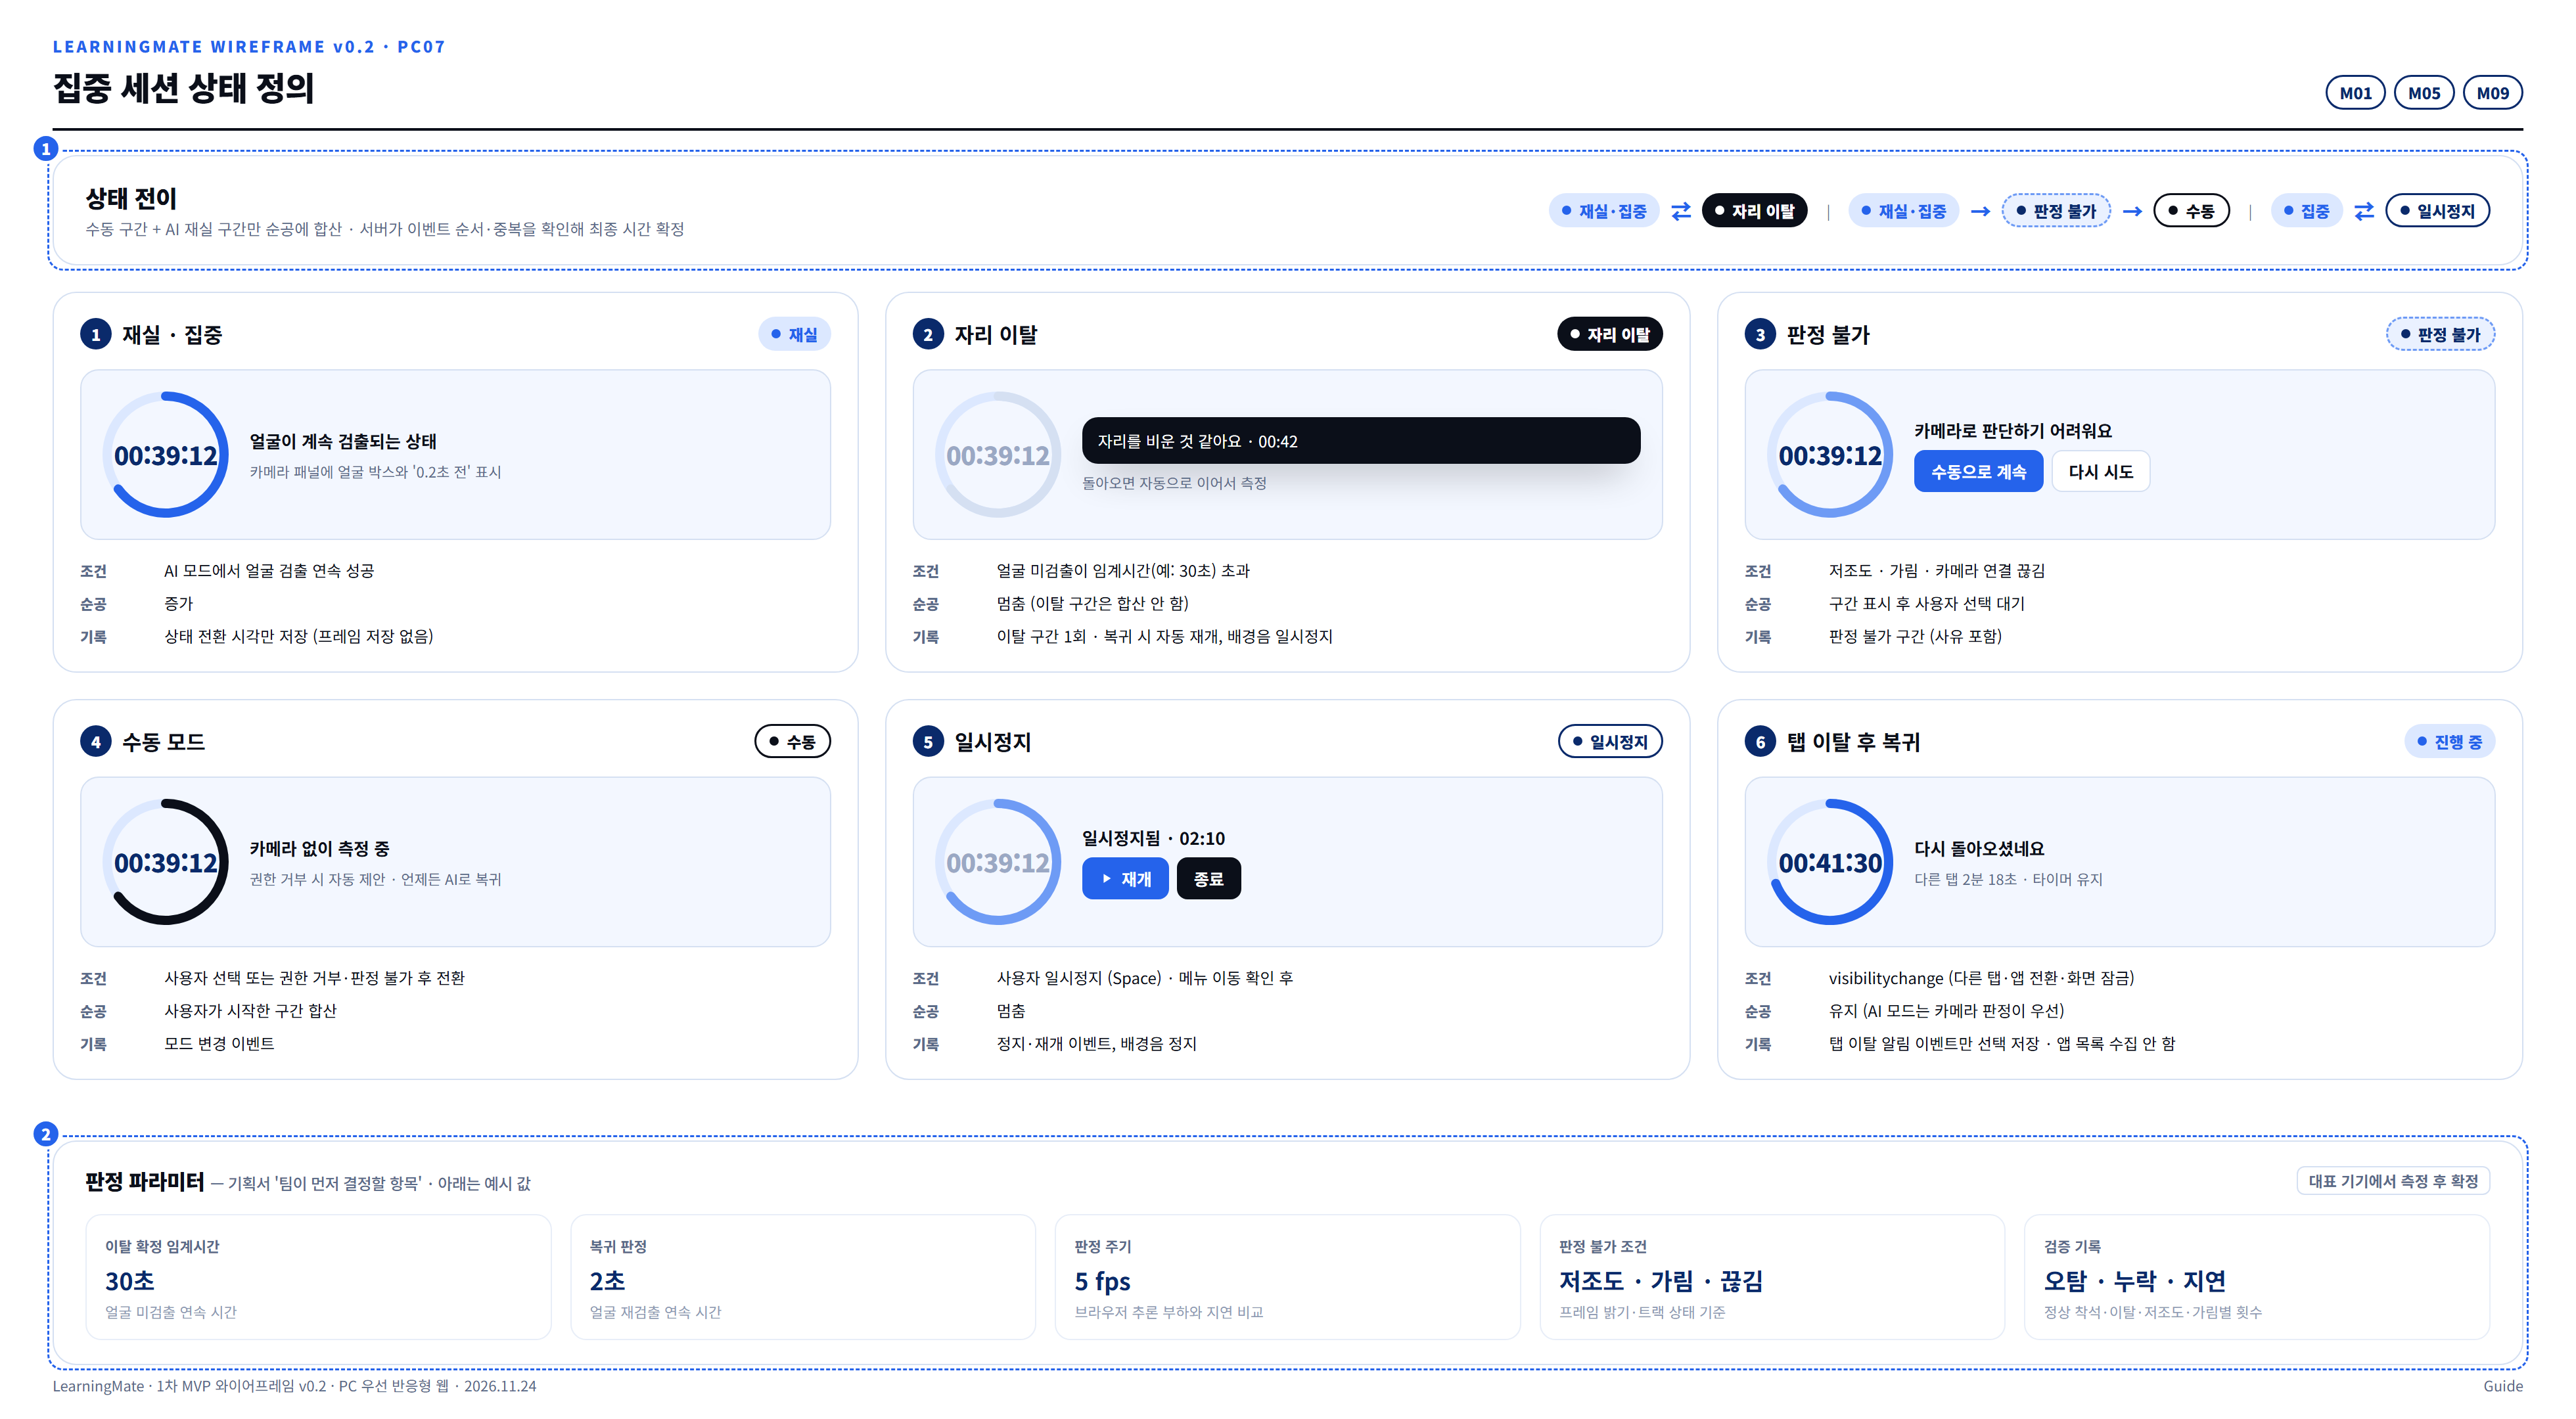 LEARNINGMATE WIREFRAME v0.2 · PC07
집중 세션 상태 정의
M01 M05 M09
1
상태 전이
수동 구간 + AI 재실 구간만 순공에 합산 · 서버가 이벤트 순서·중복을 확인해 최종 시간 확정
재실·집중 ⇄ 자리 이탈 | 재실·집중 → 판정 불가 → 수동 | 집중 ⇄ 일시정지
1 재실 · 집중
재실
00:39:12
얼굴이 계속 검출되는 상태
카메라 패널에 얼굴 박스와 '0.2초 전' 표시
조건 AI 모드에서 얼굴 검출 연속 성공
순공 증가
기록 상태 전환 시각만 저장 (프레임 저장 없음)
2 자리 이탈
자리 이탈
00:39:12
자리를 비운 것 같아요 · 00:42
돌아오면 자동으로 이어서 측정
조건 얼굴 미검출이 임계시간(예: 30초) 초과
순공 멈춤 (이탈 구간은 합산 안 함)
기록 이탈 구간 1회 · 복귀 시 자동 재개, 배경음 일시정지
3 판정 불가
판정 불가
00:39:12
카메라로 판단하기 어려워요
수동으로 계속 다시 시도
조건 저조도 · 가림 · 카메라 연결 끊김
순공 구간 표시 후 사용자 선택 대기
기록 판정 불가 구간 (사유 포함)
4 수동 모드
수동
00:39:12
카메라 없이 측정 중
권한 거부 시 자동 제안 · 언제든 AI로 복귀
조건 사용자 선택 또는 권한 거부·판정 불가 후 전환
순공 사용자가 시작한 구간 합산
기록 모드 변경 이벤트
5 일시정지
일시정지
00:39:12
일시정지됨 · 02:10
재개 종료
조건 사용자 일시정지 (Space) · 메뉴 이동 확인 후
순공 멈춤
기록 정지·재개 이벤트, 배경음 정지
6 탭 이탈 후 복귀
진행 중
00:41:30
다시 돌아오셨네요
다른 탭 2분 18초 · 타이머 유지
조건 visibilitychange (다른 탭·앱 전환·화면 잠금)
순공 유지 (AI 모드는 카메라 판정이 우선)
기록 탭 이탈 알림 이벤트만 선택 저장 · 앱 목록 수집 안 함
2
판정 파라미터 — 기획서 '팀이 먼저 결정할 항목' · 아래는 예시 값
대표 기기에서 측정 후 확정
이탈 확정 임계시간
30초
얼굴 미검출 연속 시간
복귀 판정
2초
얼굴 재검출 연속 시간
판정 주기
5 fps
브라우저 추론 부하와 지연 비교
판정 불가 조건
저조도 · 가림 · 끊김
프레임 밝기·트랙 상태 기준
검증 기록
오탐 · 누락 · 지연
정상 착석·이탈·저조도·가림별 횟수
LearningMate · 1차 MVP 와이어프레임 v0.2 · PC 우선 반응형 웹 · 2026.11.24
Guide